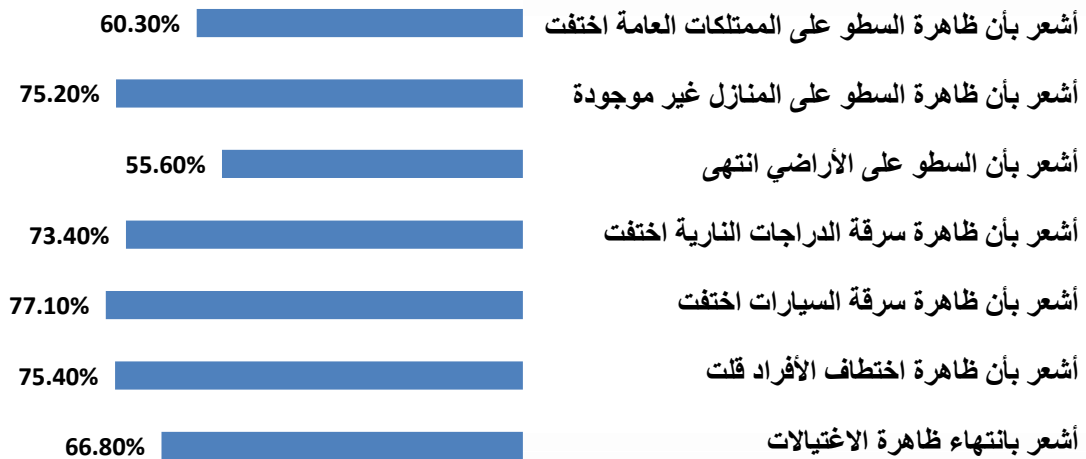 أشعر بأن ظاهرة السطو على الممتلكات العامة اختفت 60.30%
أشعر بأن ظاهرة السطو على المنازل غير موجودة 75.20%
أشعر بأن السطو على الأراضي انتهى 55.60%
أشعر بأن ظاهرة سرقة الدراجات النارية اختفت 73.40%
أشعر بأن ظاهرة سرقة السيارات اختفت 77.10%
أشعر بأن ظاهرة اختطاف الأفراد قلت 75.40%
أشعر بانتهاء ظاهرة الاغتيالات 66.80%